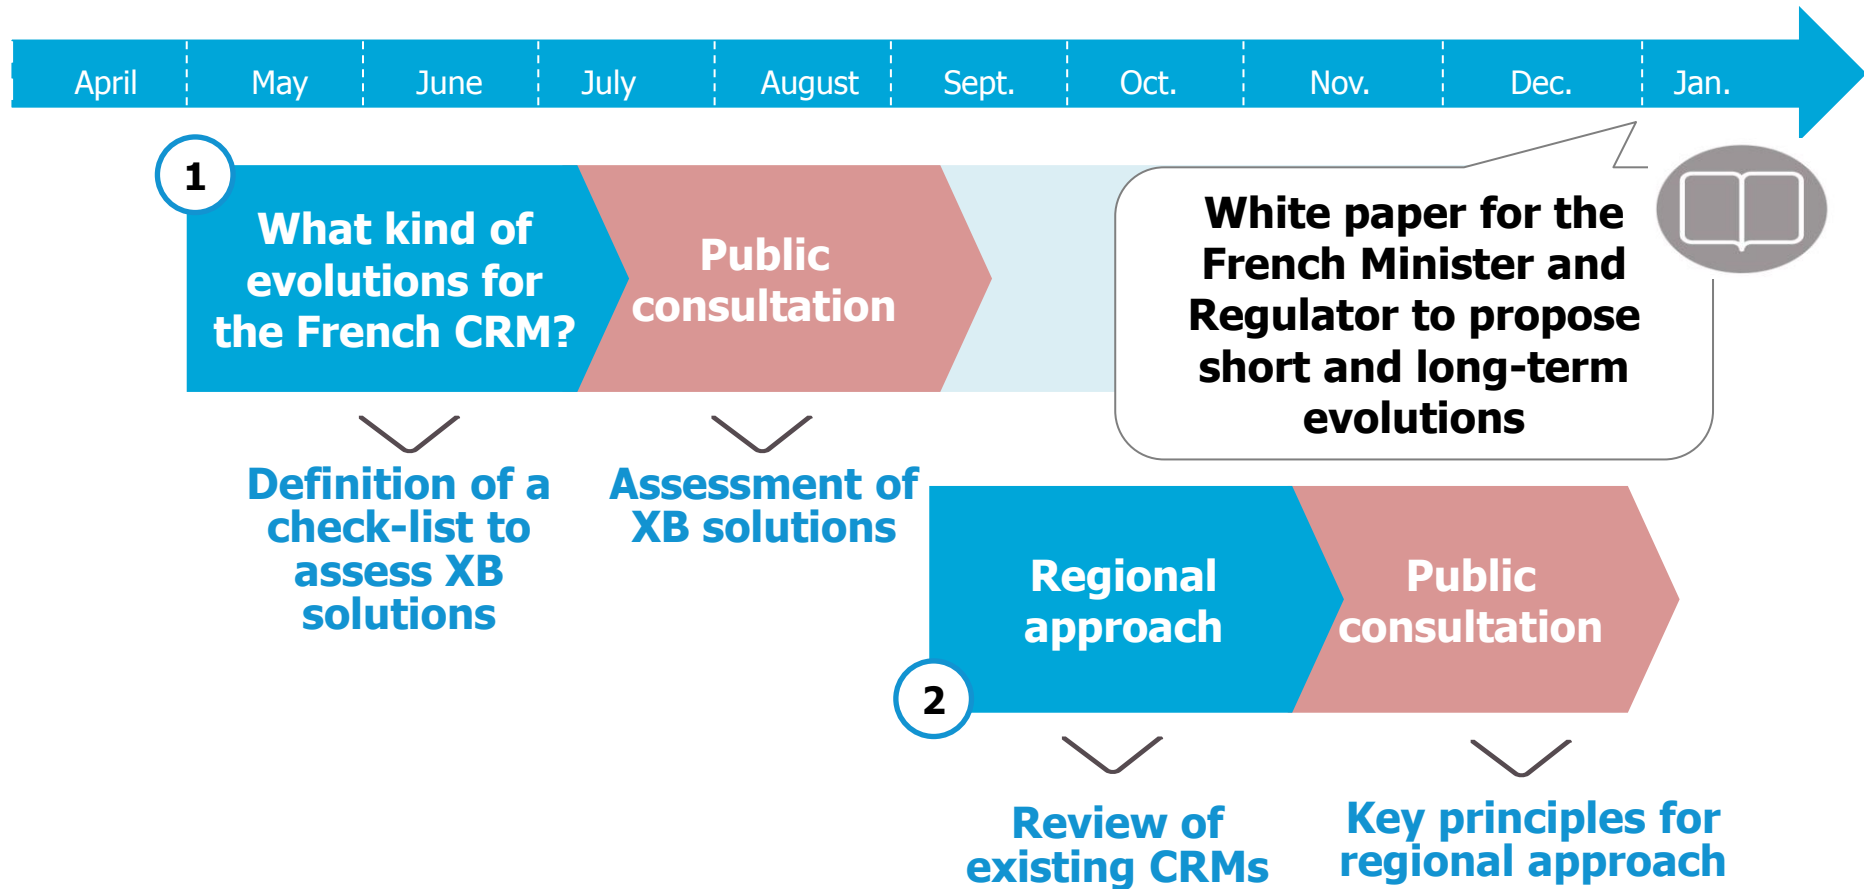 April May June July August Sept. Oct. Nov. Dec. Jan.
1
What kind of
evolutions for
the French CRM?
Public
consultation
White paper for the
French Minister and
Regulator to propose
short and long-term
evolutions
Definition of a
check-list to
assess XB
solutions
Assessment of
XB solutions
Regional
approach
Public
consultation
2
Review of
existing CRMs
Key principles for
regional approach